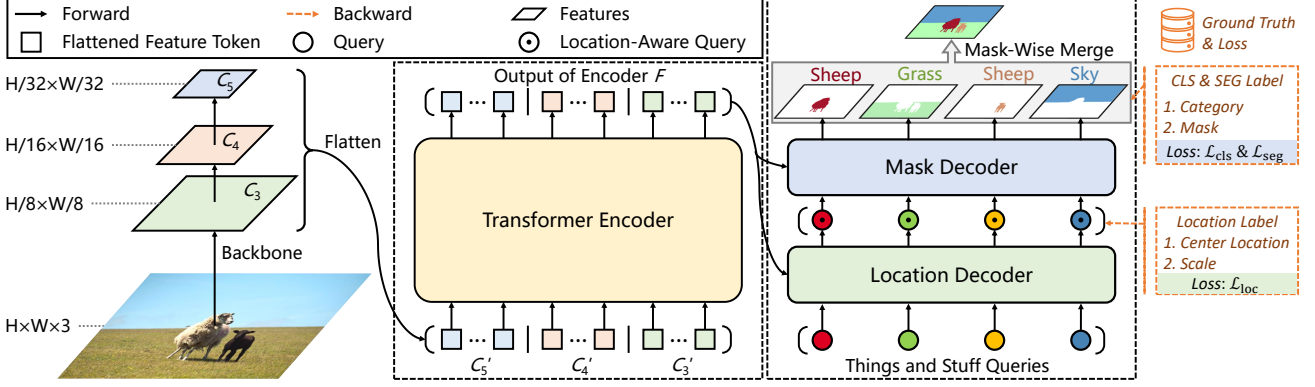 Forward
Backward
Features
Flattened Feature Token
Query
Location-Aware Query
H/32×W/32
H/16×W/16
H/8×W/8
H×W×3
C5
C4
C3
Backbone
Flatten
Output of Encoder F
...
...
...
Transformer Encoder
...
...
...
C5'
C4'
C3'
Mask-Wise Merge
Sheep
Grass
Sheep
Sky
Mask Decoder
Location Decoder
Things and Stuff Queries
Ground Truth
& Loss
CLS & SEG Label
1. Category
2. Mask
Loss: ℒcls & ℒseg
Location Label
1. Center Location
2. Scale
Loss: ℒloc